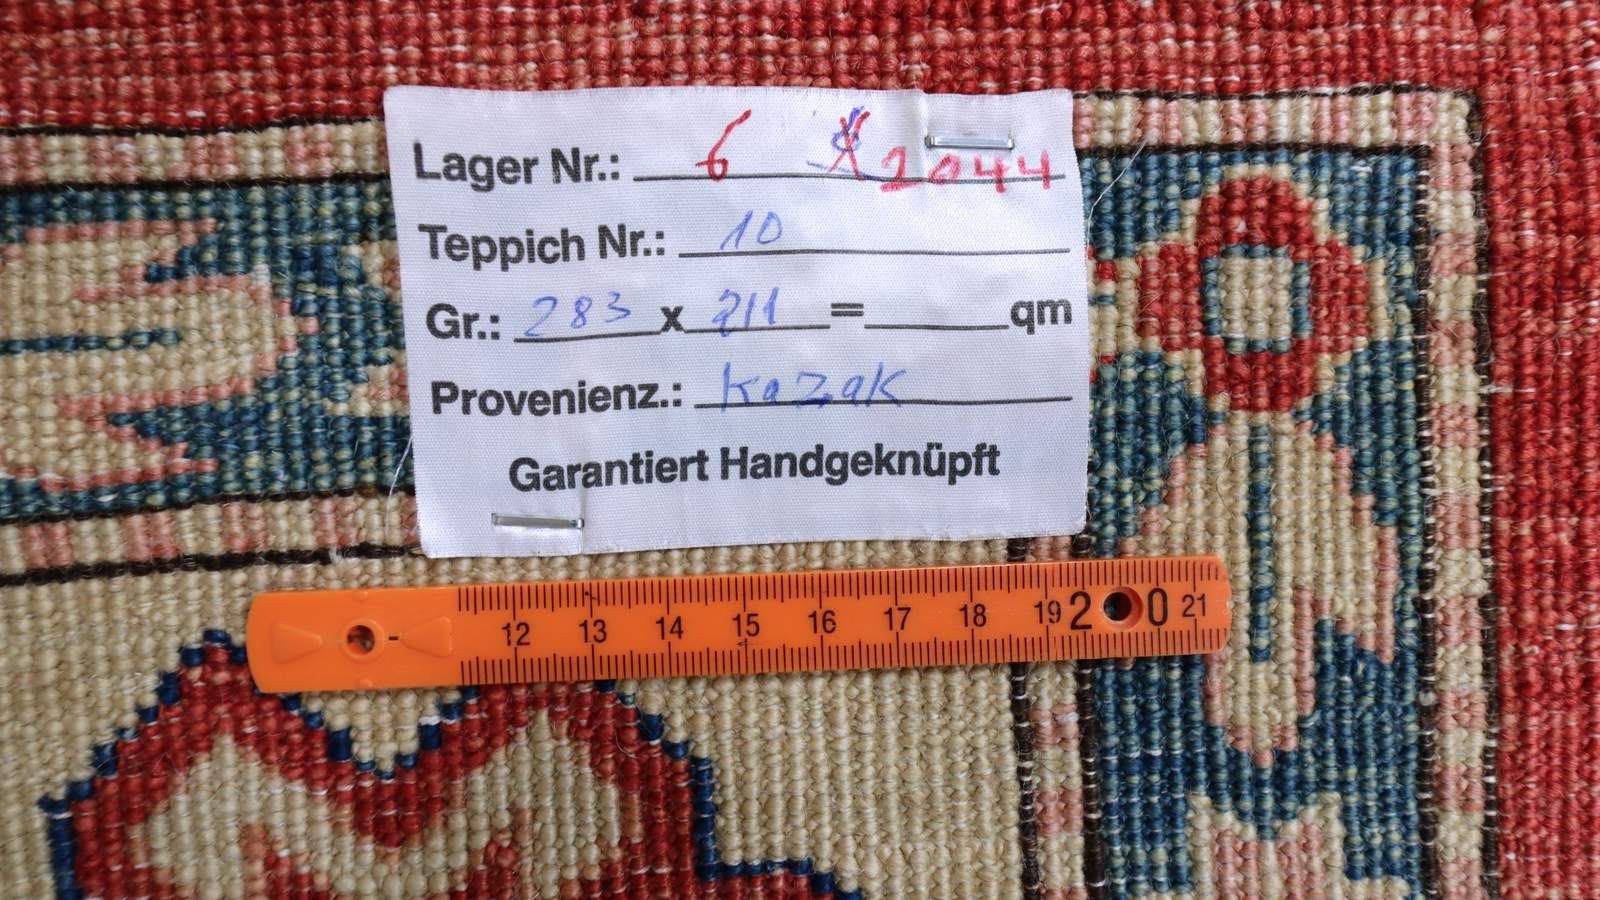 Lager Nr.: 6 2044
Teppich Nr.: 10
Gr.: 283 x 211 = qm
Provenienz.: Kazak
Garantiert Handgeknüpft
12 13 14 15 16 17 18 19 20 21